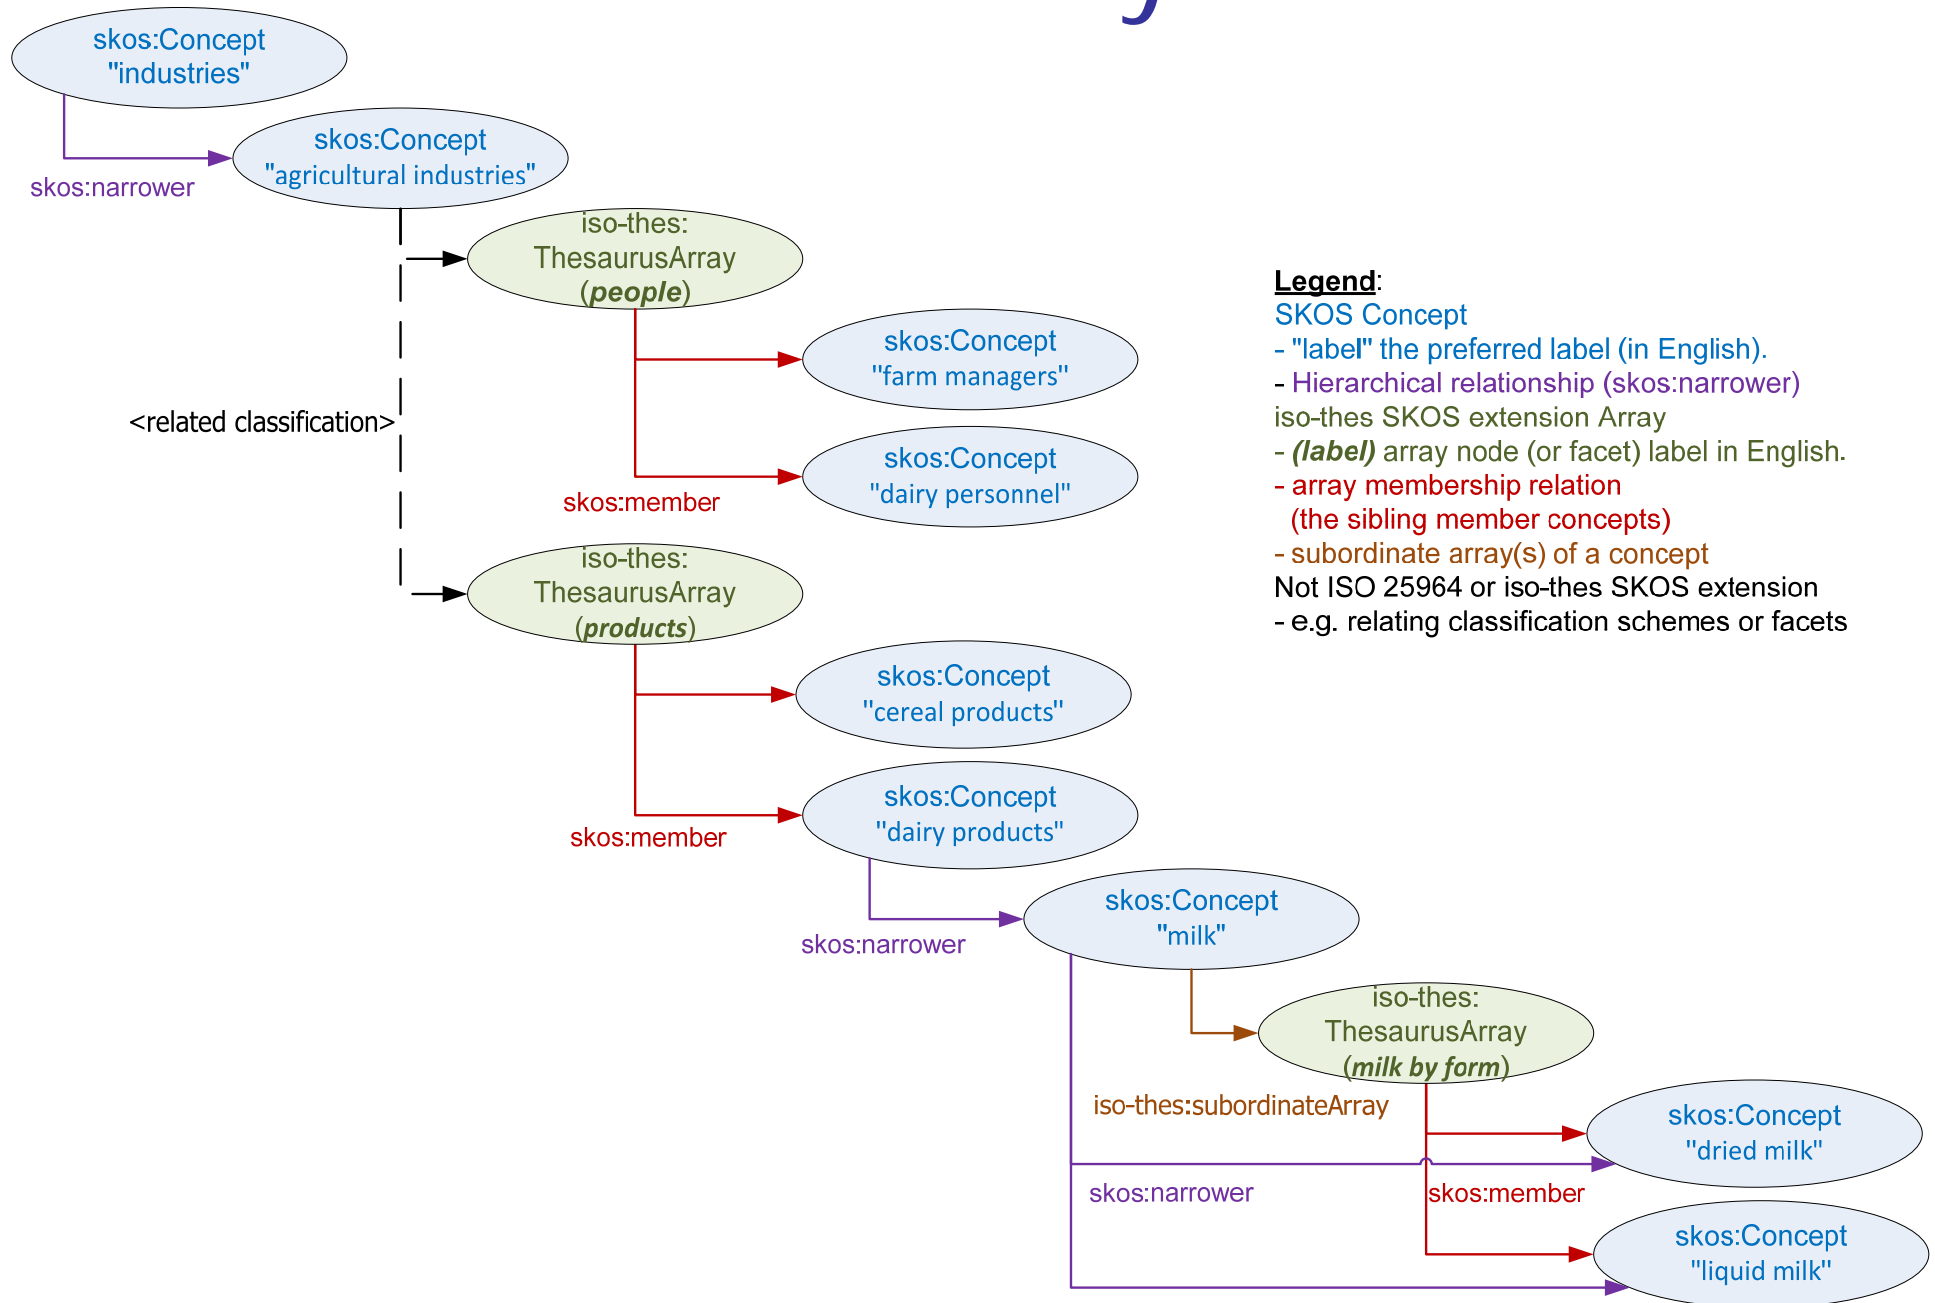 y
skos:Concept
"industries"
skos:Concept
"agricultural industries"
skos:narrower
iso-thes:
ThesaurusArray
(people)
skos:Concept
"farm managers"
<related classification>
skos:Concept
"dairy personnel"
skos:member
iso-thes:
ThesaurusArray
(products)
skos:Concept
"cereal products"
skos:Concept
"dairy products"
skos:member
skos:Concept
"milk"
skos:narrower
iso-thes:
ThesaurusArray
(milk by form)
iso-thes:subordinateArray
skos:Concept
"dried milk"
skos:narrower
skos:member
skos:Concept
"liquid milk"
Legend:
SKOS Concept
- "label" the preferred label (in English).
- Hierarchical relationship (skos:narrower)
iso-thes SKOS extension Array
- (label) array node (or facet) label in English.
- array membership relation
(the sibling member concepts)
- subordinate array(s) of a concept
Not ISO 25964 or iso-thes SKOS extension
- e.g. relating classification schemes or facets